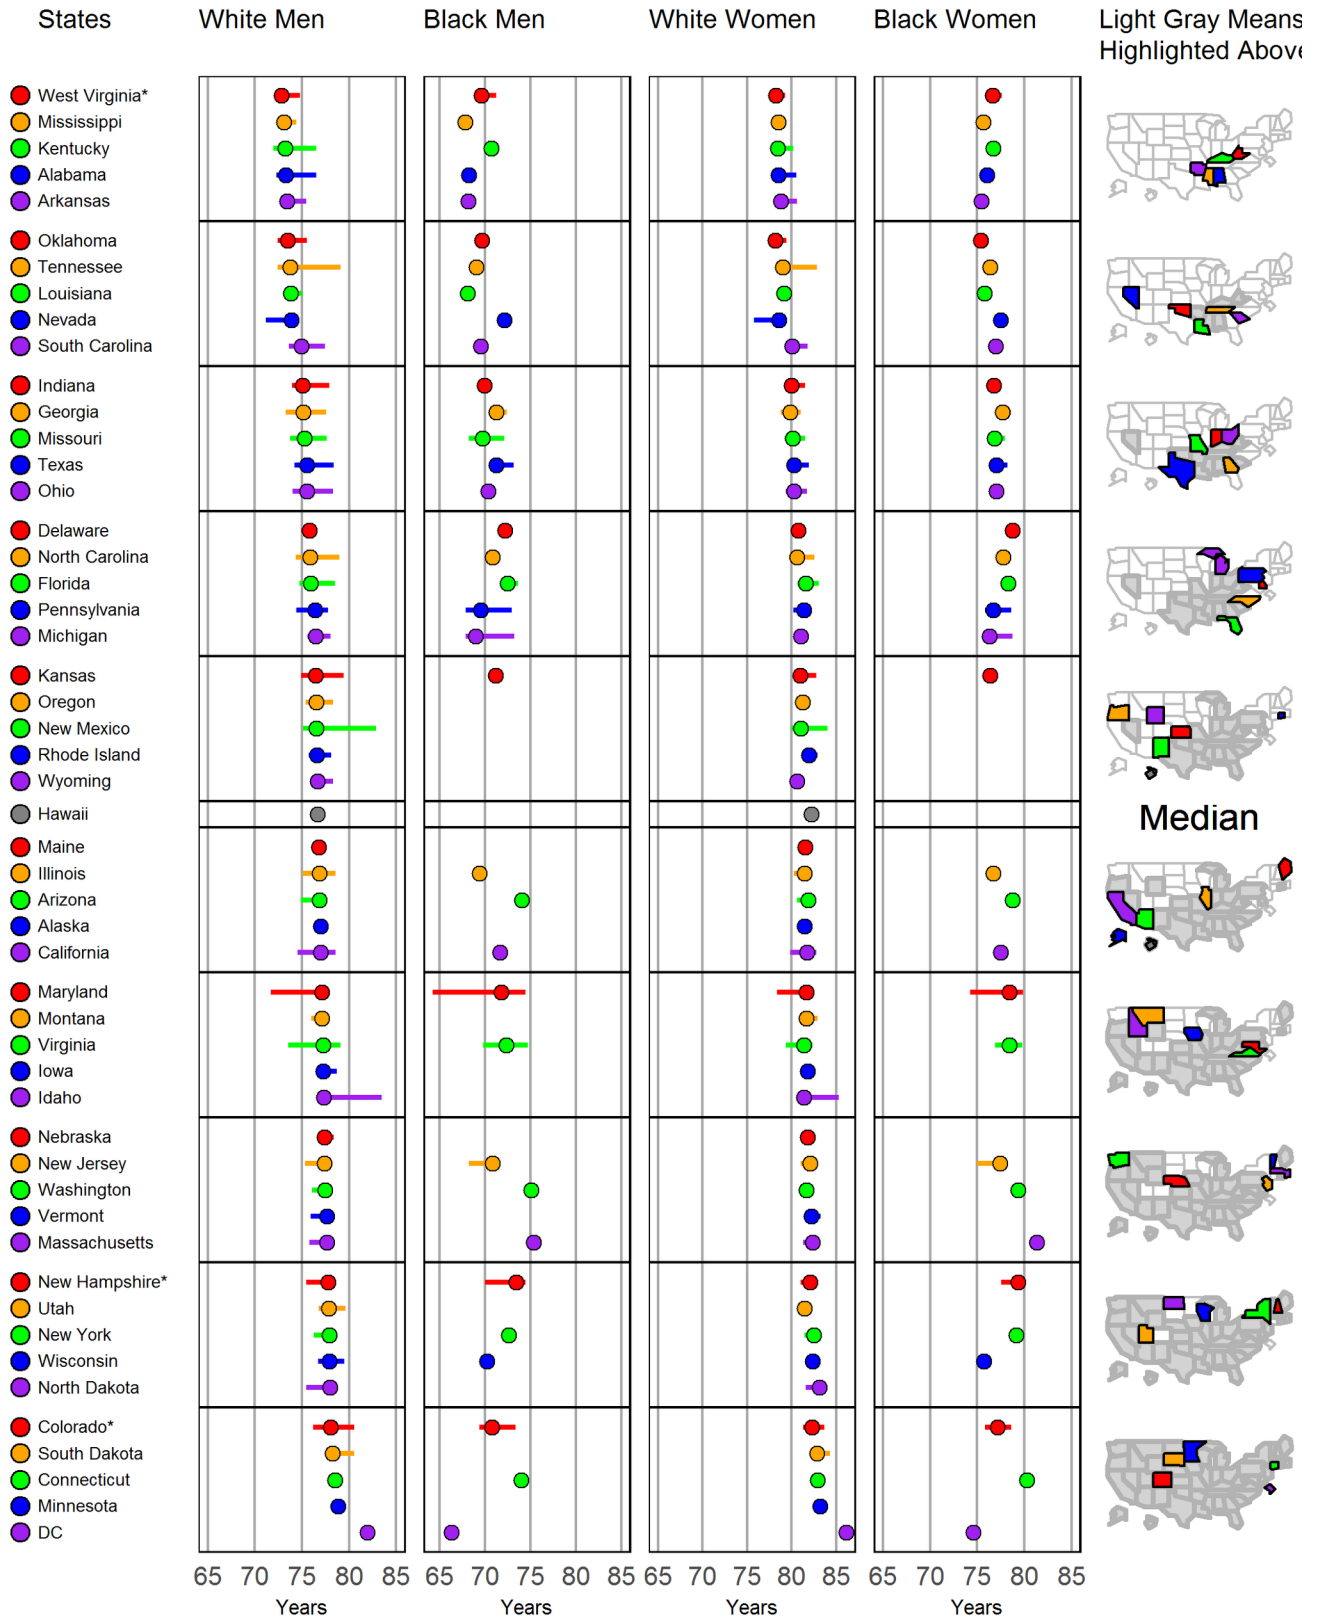 States
White Men
Black Men
White Women
Black Women
Light Gray Means
Highlighted Above
West Virginia*
Mississippi
Kentucky
Alabama
Arkansas
Oklahoma
Tennessee
Louisiana
Nevada
South Carolina
Indiana
Georgia
Missouri
Texas
Ohio
Delaware
North Carolina
Florida
Pennsylvania
Michigan
Kansas
Oregon
New Mexico
Rhode Island
Wyoming
Hawaii
Median
Maine
Illinois
Arizona
Alaska
California
Maryland
Montana
Virginia
Iowa
Idaho
Nebraska
New Jersey
Washington
Vermont
Massachusetts
New Hampshire*
Utah
New York
Wisconsin
North Dakota
Colorado*
South Dakota
Connecticut
Minnesota
DC
65 70 75 80 85
65 70 75 80 85
65 70 75 80 85
65 70 75 80 85
Years
Years
Years
Years